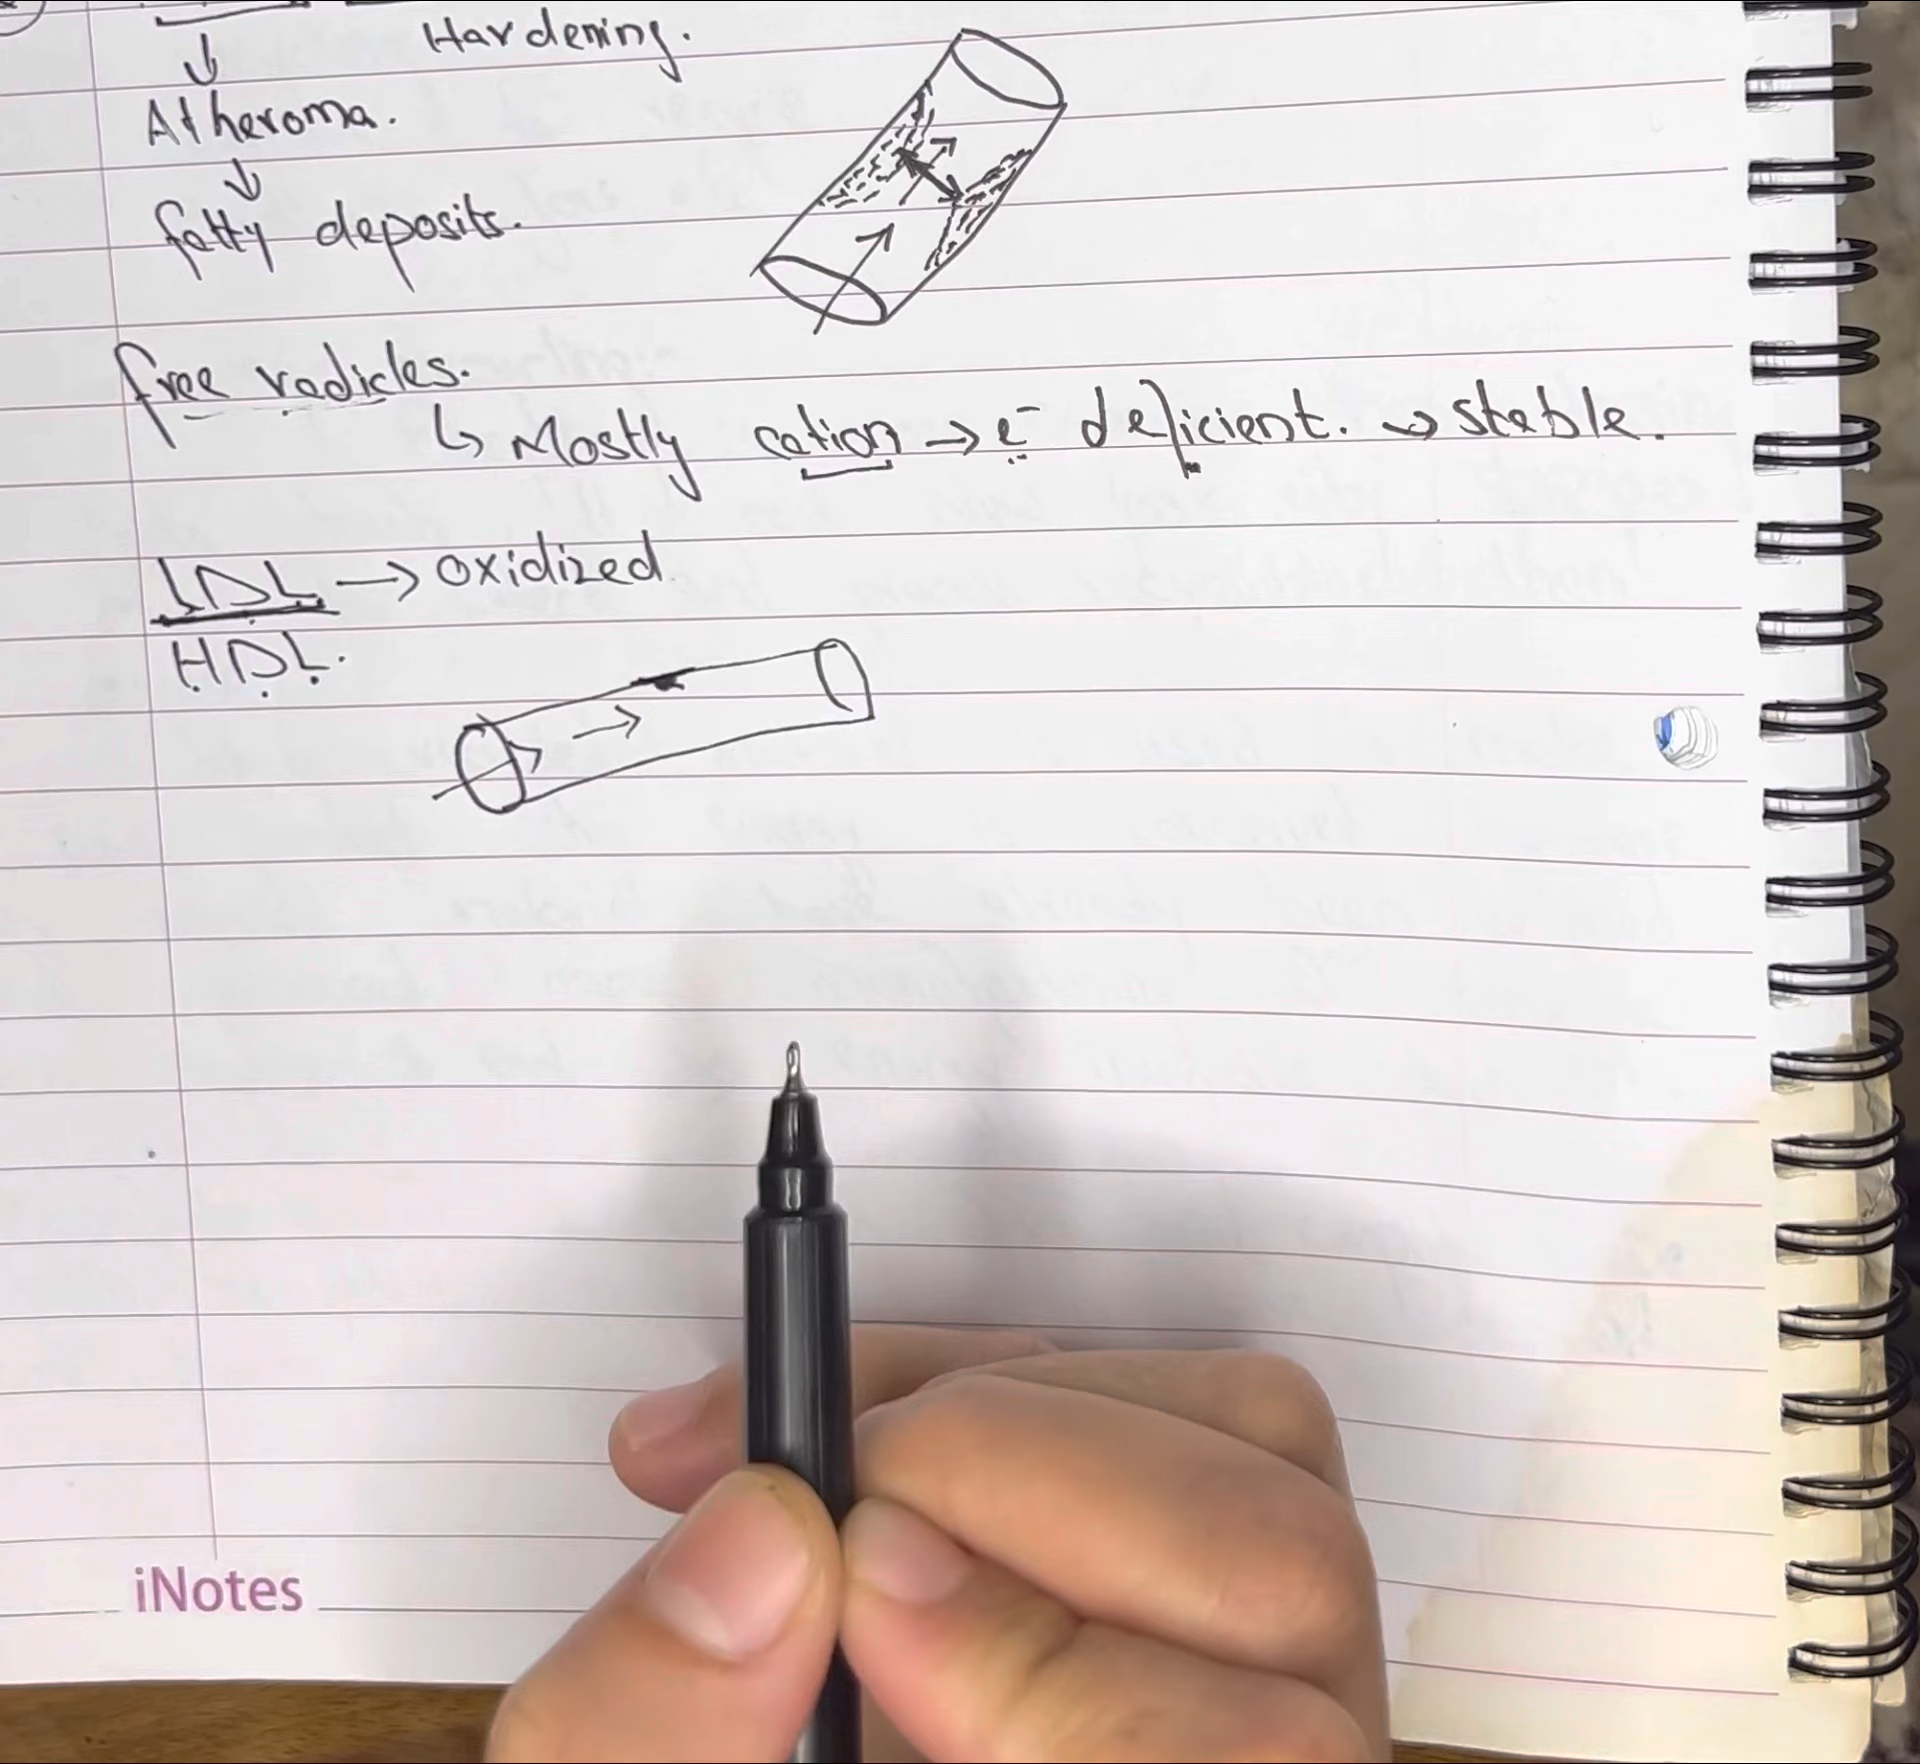 Hardening.
↓
Atheroma.
↓
fatty deposits.
free radicles.
↳ Mostly cation → e⁻ deficient. → stable.
LDL → oxidized
HDL.
iNotes